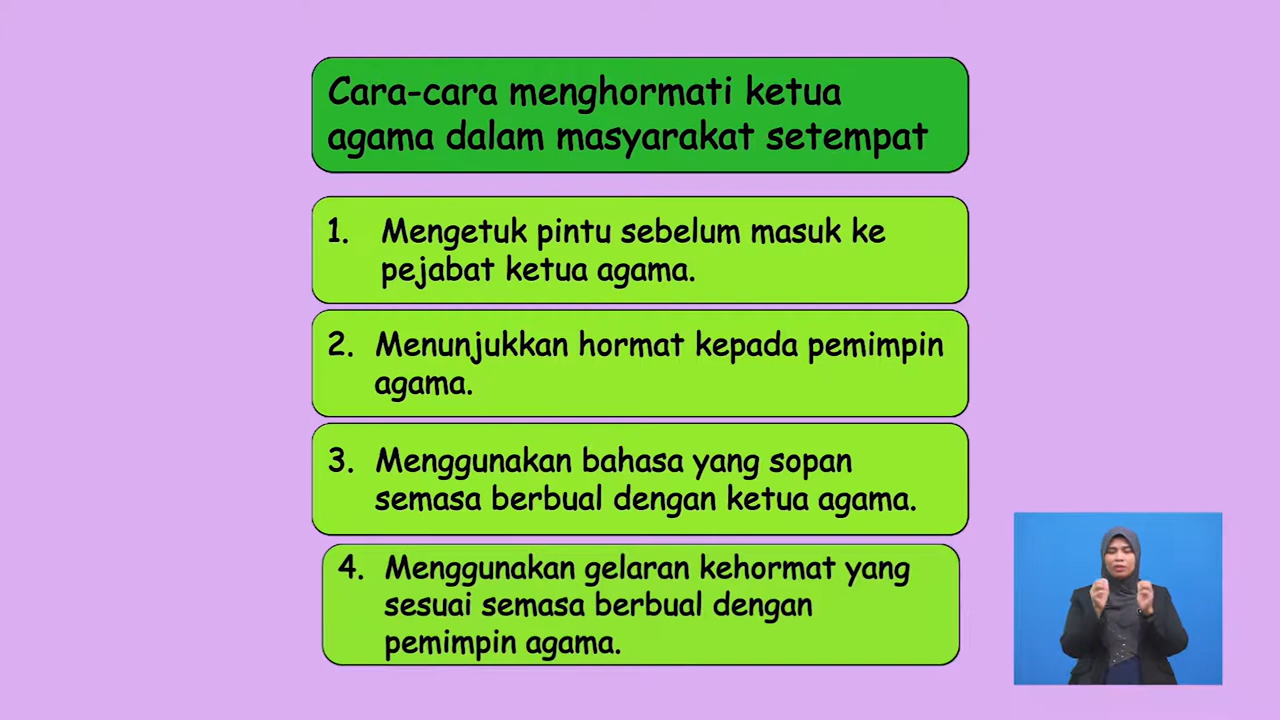 Cara-cara menghormati ketua
agama dalam masyarakat setempat
1. Mengetuk pintu sebelum masuk ke
pejabat ketua agama.
2. Menunjukkan hormat kepada pemimpin
agama.
3. Menggunakan bahasa yang sopan
semasa berbual dengan ketua agama.
4. Menggunakan gelaran kehormat yang
sesuai semasa berbual dengan
pemimpin agama.